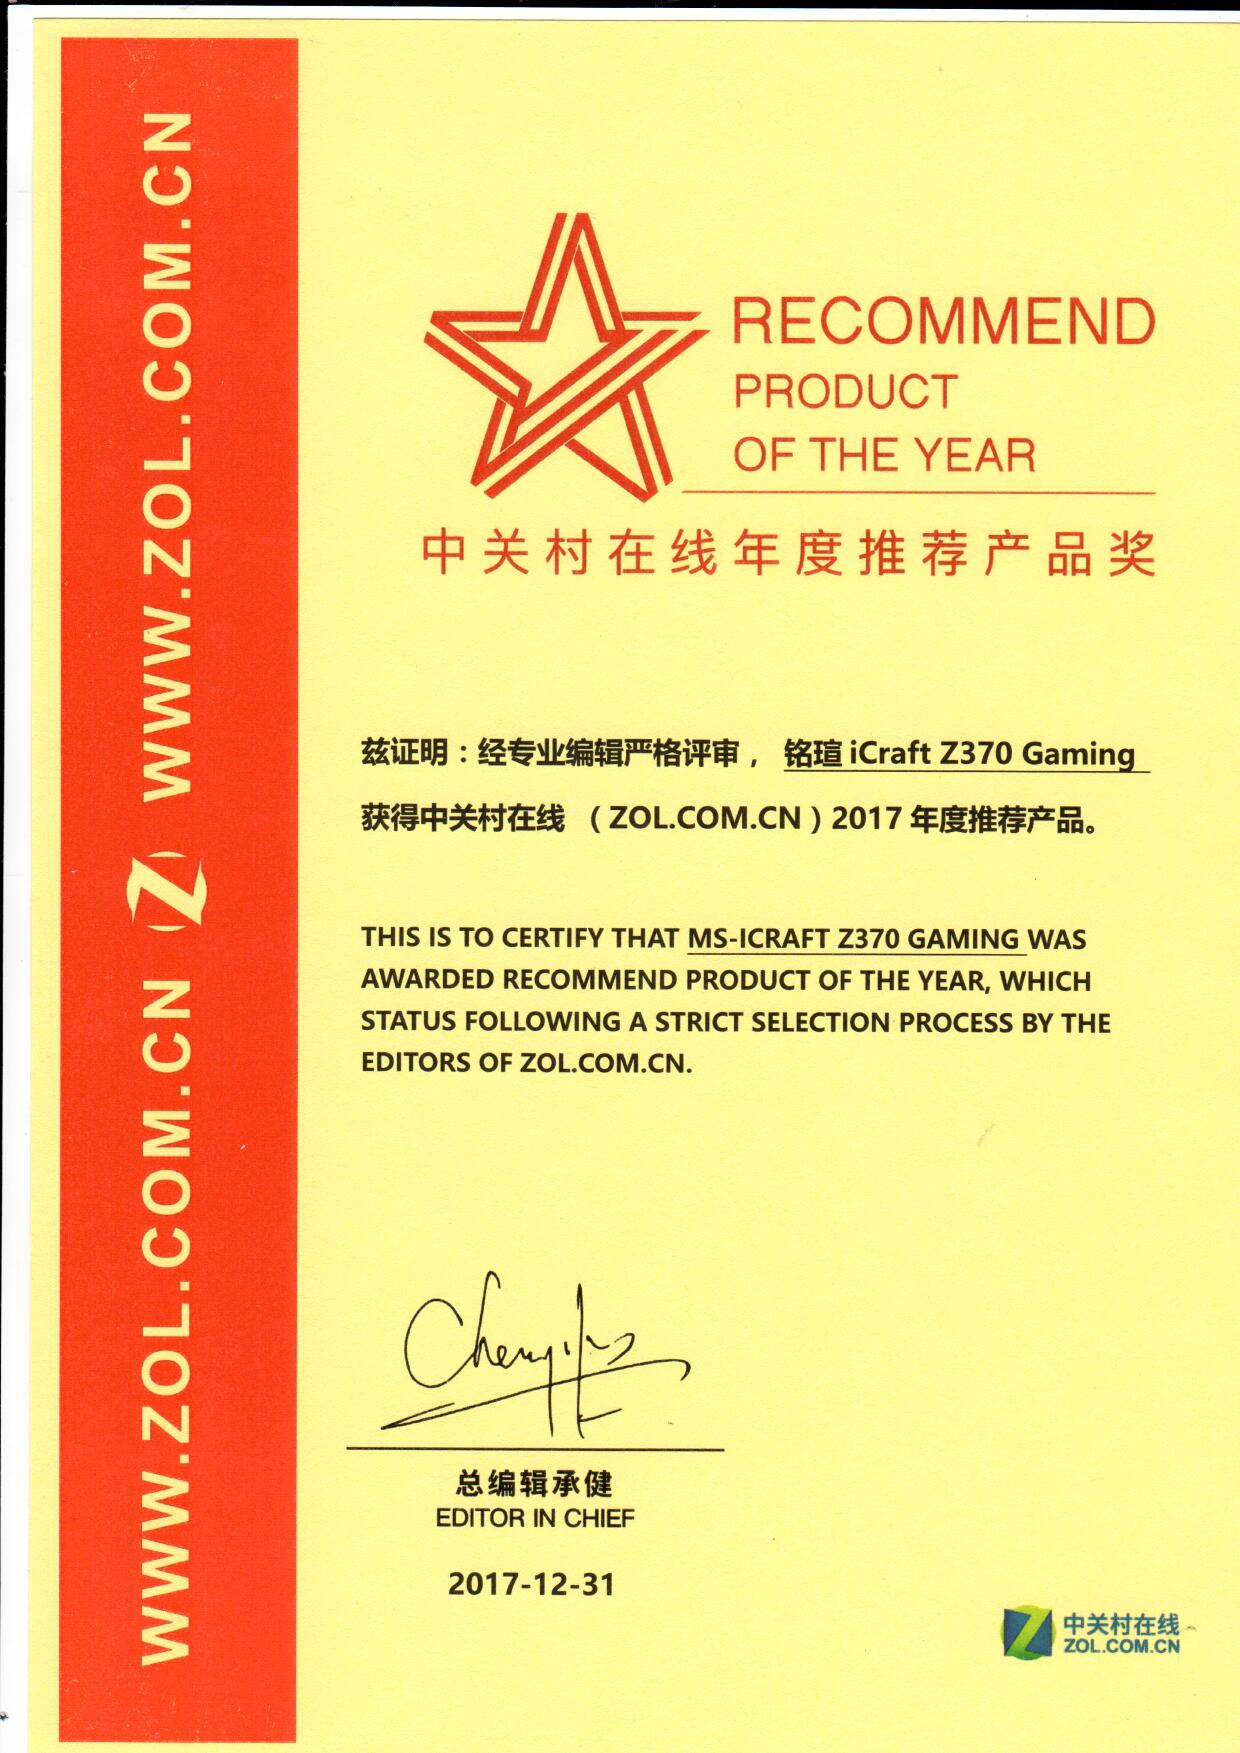 WWW.ZOL.COM.CN Z WWW.ZOL.COM.CN
RECOMMEND
PRODUCT
OF THE YEAR
中关村在线年度推荐产品奖
兹证明：经专业编辑严格评审， 铭瑄 iCraft Z370 Gaming
获得中关村在线 （ZOL.COM.CN）2017 年度推荐产品。
THIS IS TO CERTIFY THAT MS-ICRAFT Z370 GAMING WAS
AWARDED RECOMMEND PRODUCT OF THE YEAR, WHICH
STATUS FOLLOWING A STRICT SELECTION PROCESS BY THE
EDITORS OF ZOL.COM.CN.
总编辑承健
EDITOR IN CHIEF
2017-12-31
中关村在线
ZOL.COM.CN